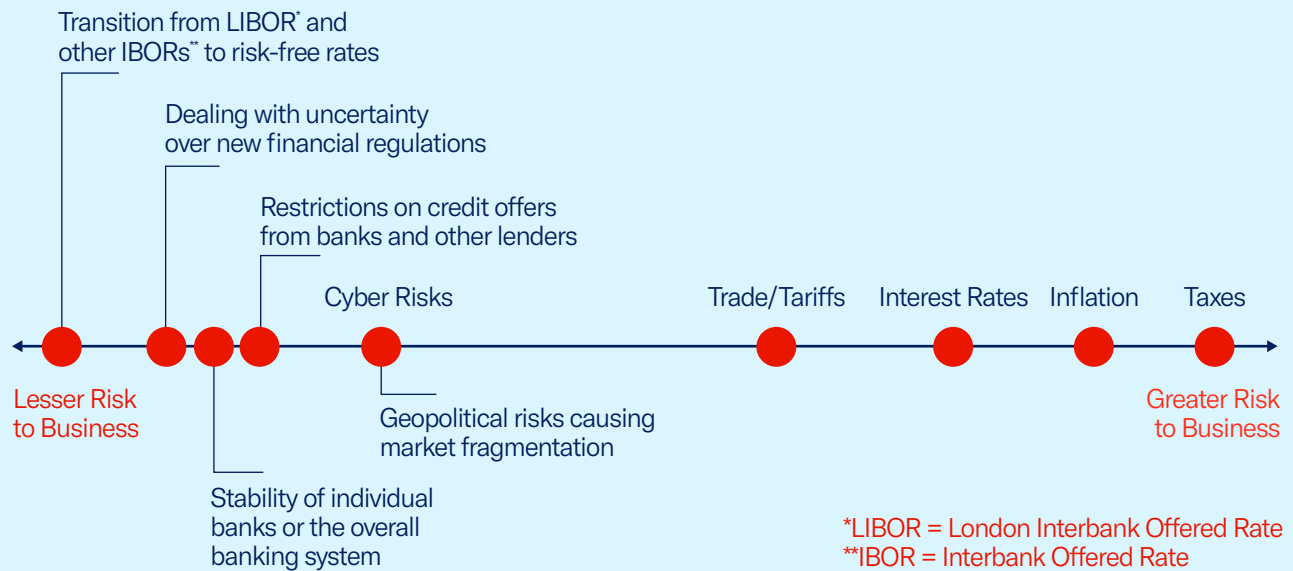 Transition from LIBOR* and
other IBORs** to risk-free rates
Dealing with uncertainty
over new financial regulations
Restrictions on credit offers
from banks and other lenders
Cyber Risks
Trade/Tariffs
Interest Rates
Inflation
Taxes
Lesser Risk
to Business
Geopolitical risks causing
market fragmentation
Greater Risk
to Business
Stability of individual
banks or the overall
banking system
*LIBOR = London Interbank Offered Rate
**IBOR = Interbank Offered Rate